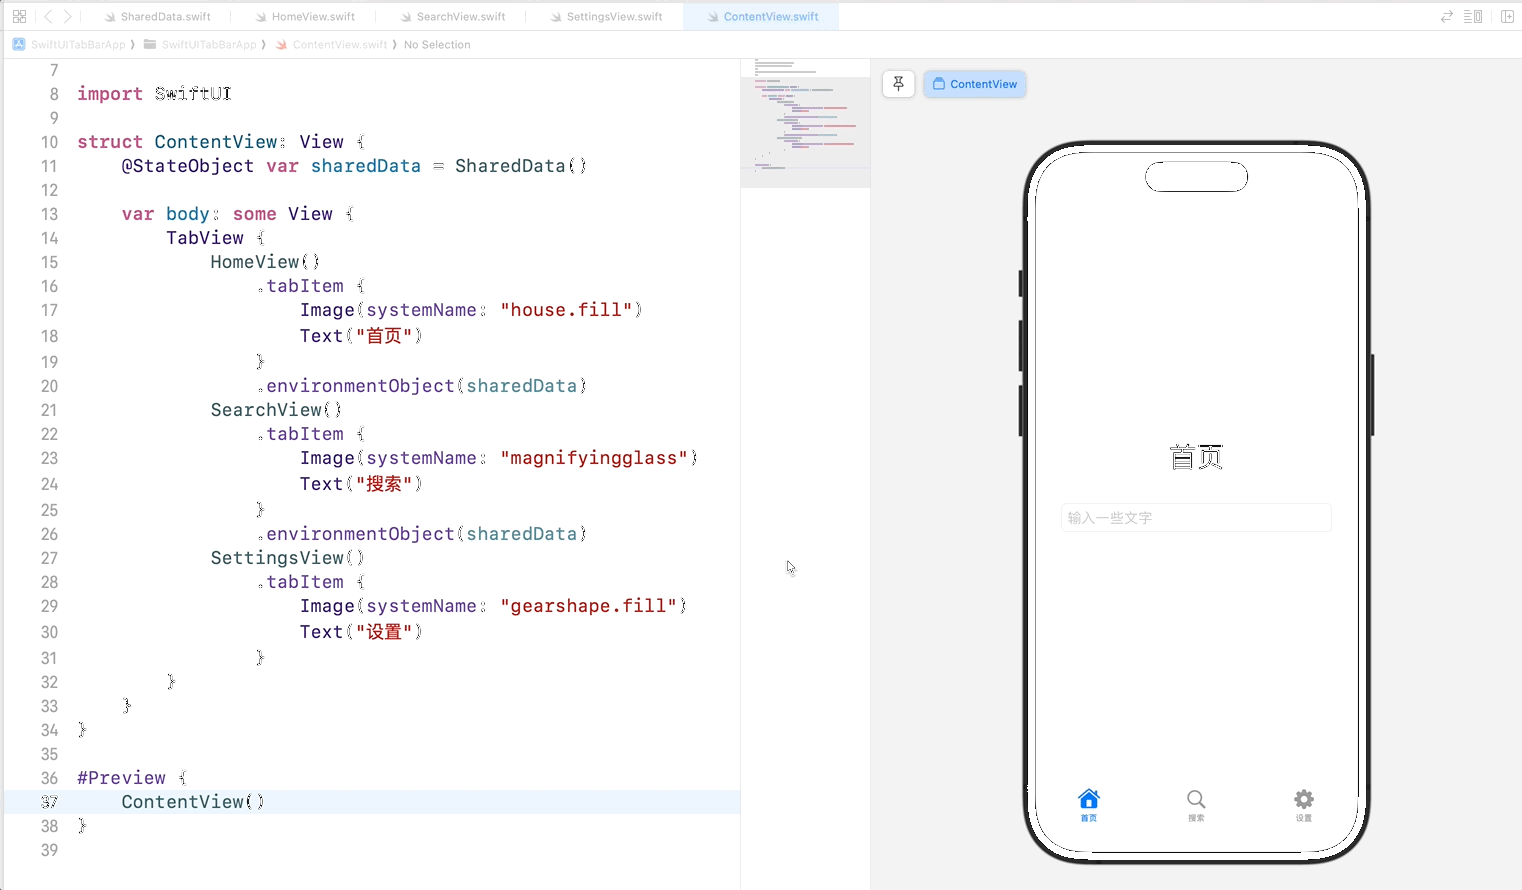 SharedData.swift HomeView.swift SearchView.swift SettingsView.swift ContentView.swift
SwiftUITabBarApp ❭ SwiftUITabBarApp ❭ ContentView.swift ❭ No Selection
7
8 import SwiftUI
9
10 struct ContentView: View {
11 @StateObject var sharedData = SharedData()
12
13 var body: some View {
14 TabView {
15 HomeView()
16 .tabItem {
17 Image(systemName: "house.fill")
18 Text("首页")
19 }
20 .environmentObject(sharedData)
21 SearchView()
22 .tabItem {
23 Image(systemName: "magnifyingglass")
24 Text("搜索")
25 }
26 .environmentObject(sharedData)
27 SettingsView()
28 .tabItem {
29 Image(systemName: "gearshape.fill")
30 Text("设置")
31 }
32 }
33 }
34 }
35
36 #Preview {
37 ContentView()
38 }
39
ContentView
首页
输入一些文字
首页 搜索 设置